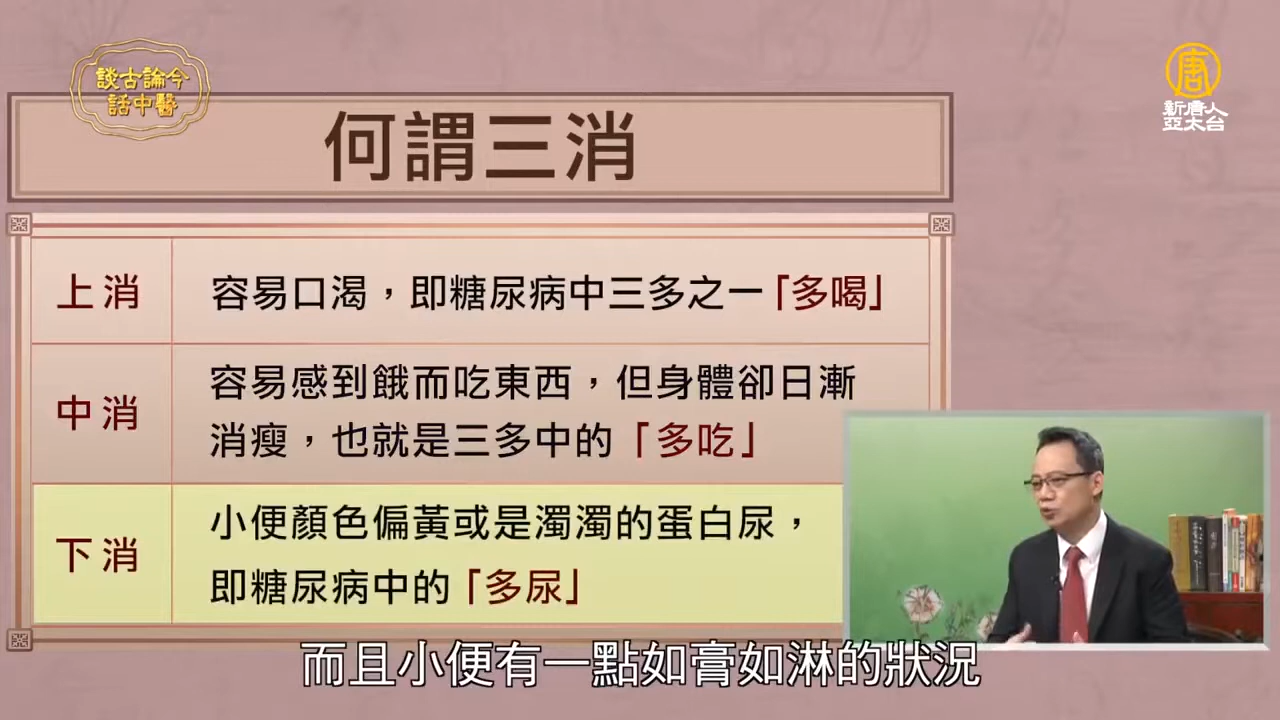 談古論今
話中醫
唐
新唐人
亞太台
何謂三消
上消
容易口渴，即糖尿病中三多之一「多喝」
中消
容易感到餓而吃東西，但身體卻日漸
消瘦，也就是三多中的「多吃」
下消
小便顏色偏黃或是濁濁的蛋白尿，
即糖尿病中的「多尿」
而且小便有一點如膏如淋的狀況